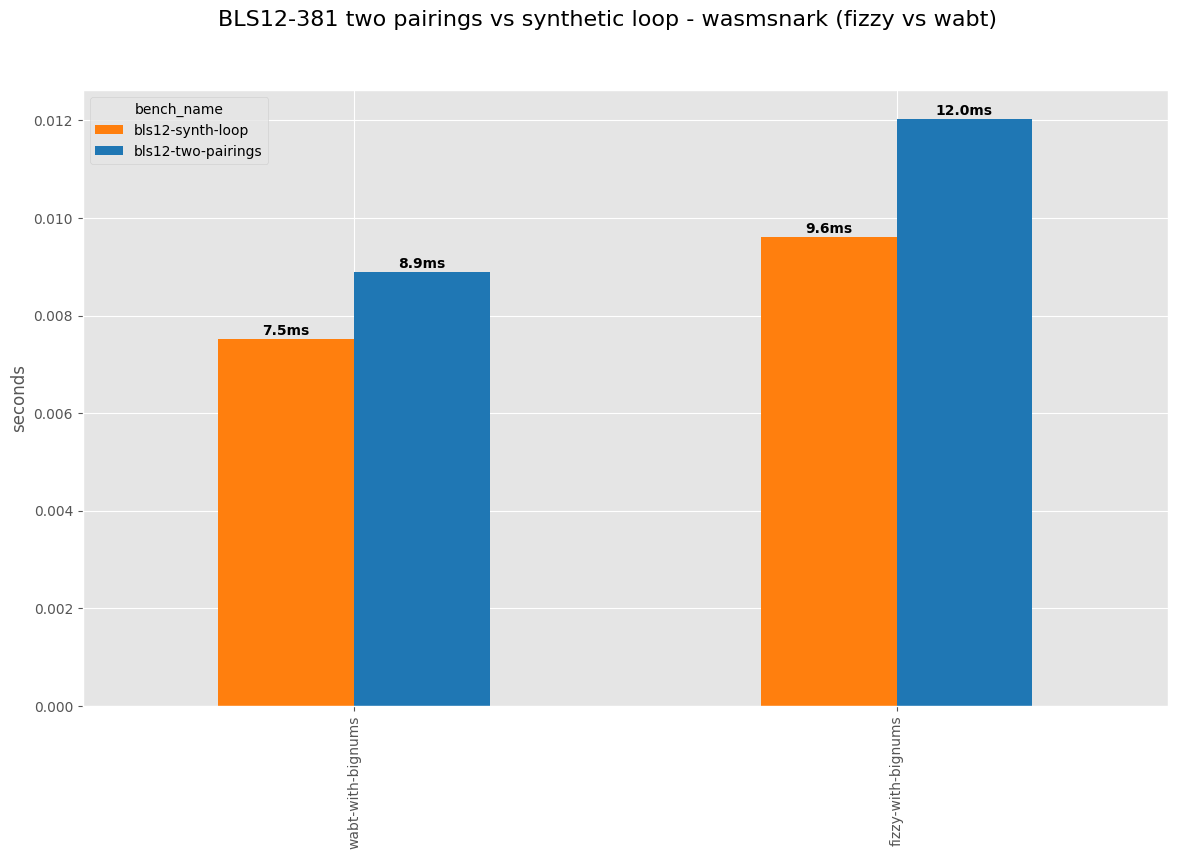 BLS12-381 two pairings vs synthetic loop - wasmsnark (fizzy vs wabt)
bench_name
bls12-synth-loop
bls12-two-pairings
12.0ms
9.6ms
8.9ms
7.5ms
0.012
0.010
0.008
0.006
0.004
0.002
0.000
seconds
wabt-with-bignums
fizzy-with-bignums